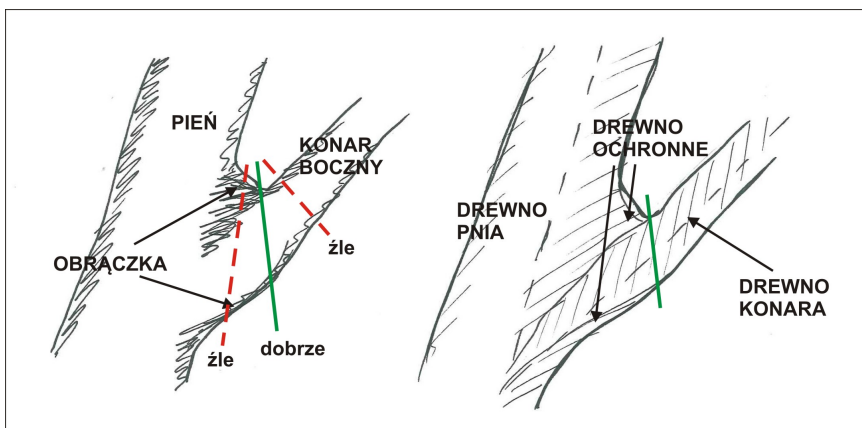 PIEŃ
KONAR
BOCZNY
OBRĄCZKA
źle
źle
dobrze
DREWNO
OCHRONNE
DREWNO
PNIA
DREWNO
KONARA